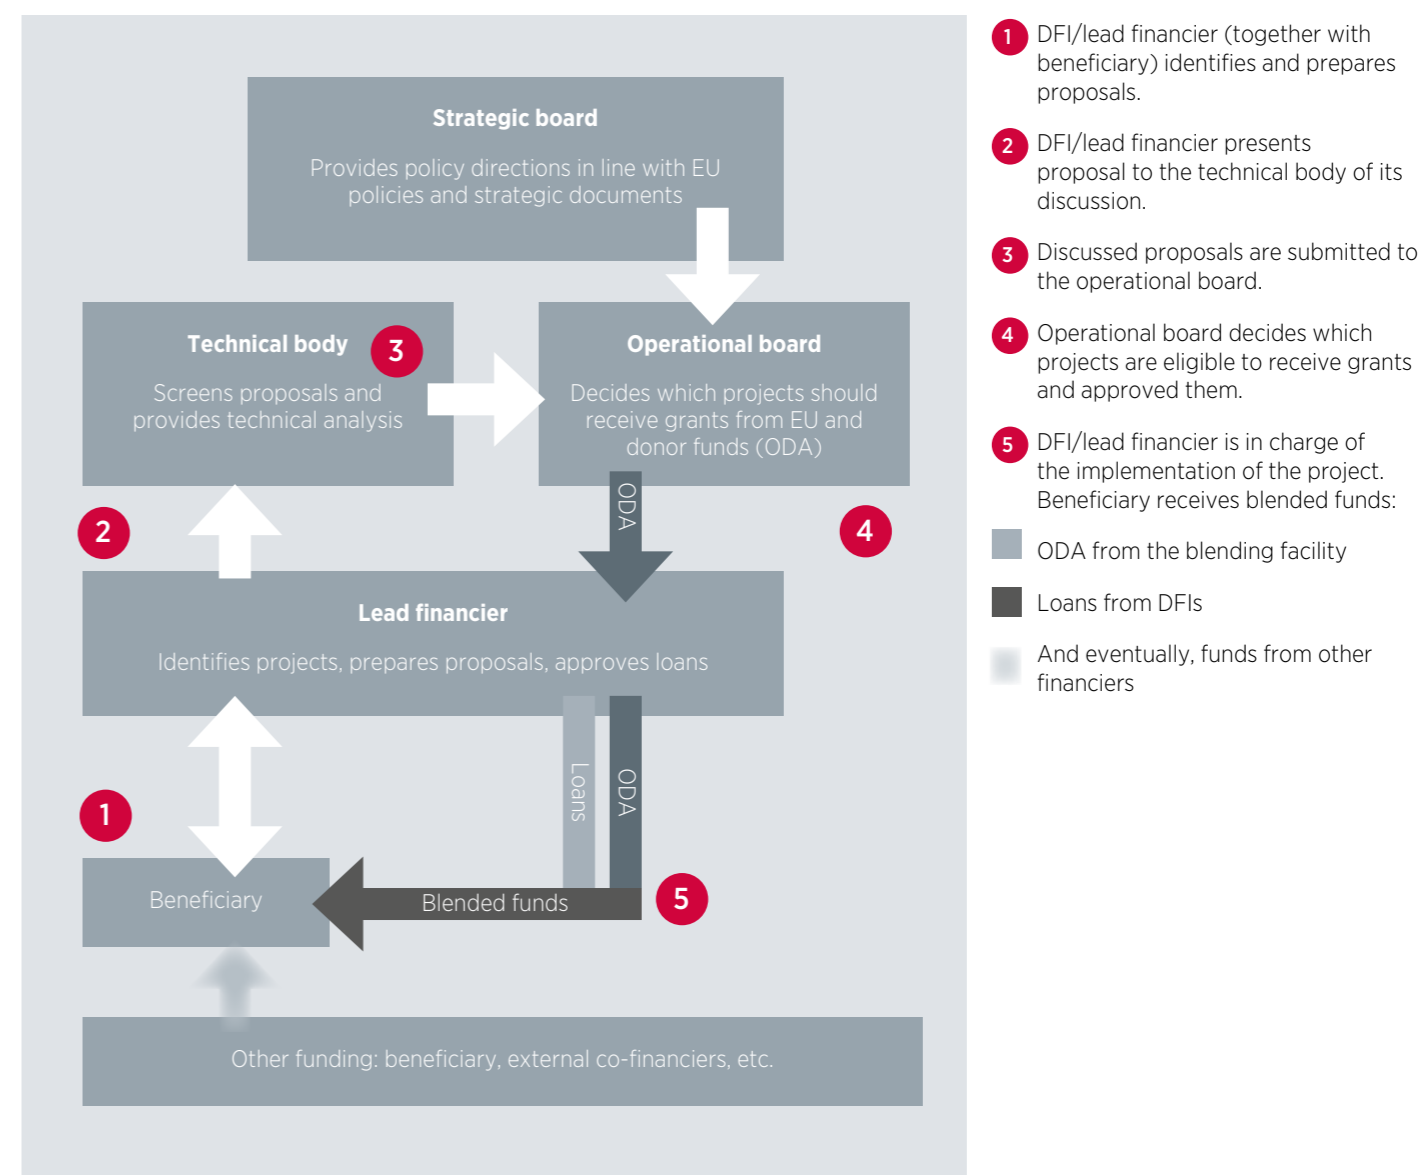 Strategic board
Provides policy directions in line with EU
policies and strategic documents
Technical body
3
Screens proposals and
provides technical analysis
Operational board
Decides which projects should
receive grants from EU and
donor funds (ODA)
ODA
2
4
Lead financier
Identifies projects, prepares proposals, approves loans
Loans
ODA
1
Beneficiary
Blended funds
5
Other funding: beneficiary, external co-financiers, etc.
1 DFI/lead financier (together with
beneficiary) identifies and prepares
proposals.
2 DFI/lead financier presents
proposal to the technical body of its
discussion.
3 Discussed proposals are submitted to
the operational board.
4 Operational board decides which
projects are eligible to receive grants
and approved them.
5 DFI/lead financier is in charge of
the implementation of the project.
Beneficiary receives blended funds:
ODA from the blending facility
Loans from DFIs
And eventually, funds from other
financiers